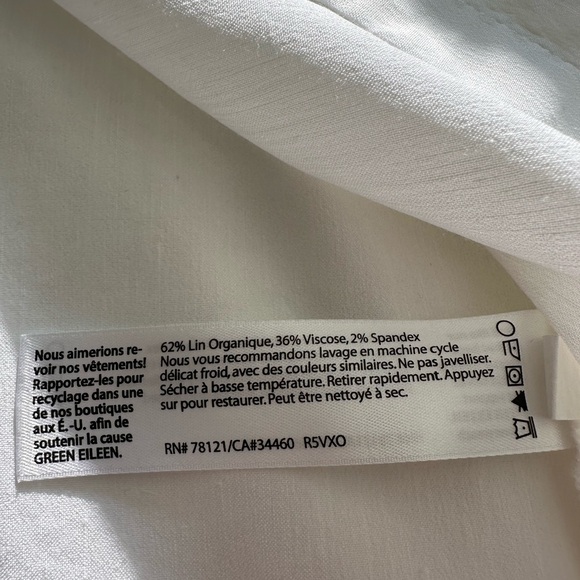 Nous aimerions re-
voir nos vêtements!
Rapportez-les pour
recyclage dans une
de nos boutiques
aux É.-U. afin de
soutenir la cause
GREEN EILEEN.
62% Lin Organique, 36% Viscose, 2% Spandex
Nous vous recommandons lavage en machine cycle
délicat froid, avec des couleurs similaires. Ne pas javelliser.
Sécher à basse température. Retirer rapidement. Appuyez
sur pour restaurer. Peut être nettoyé à sec.
RN# 78121/CA#34460 R5VXO